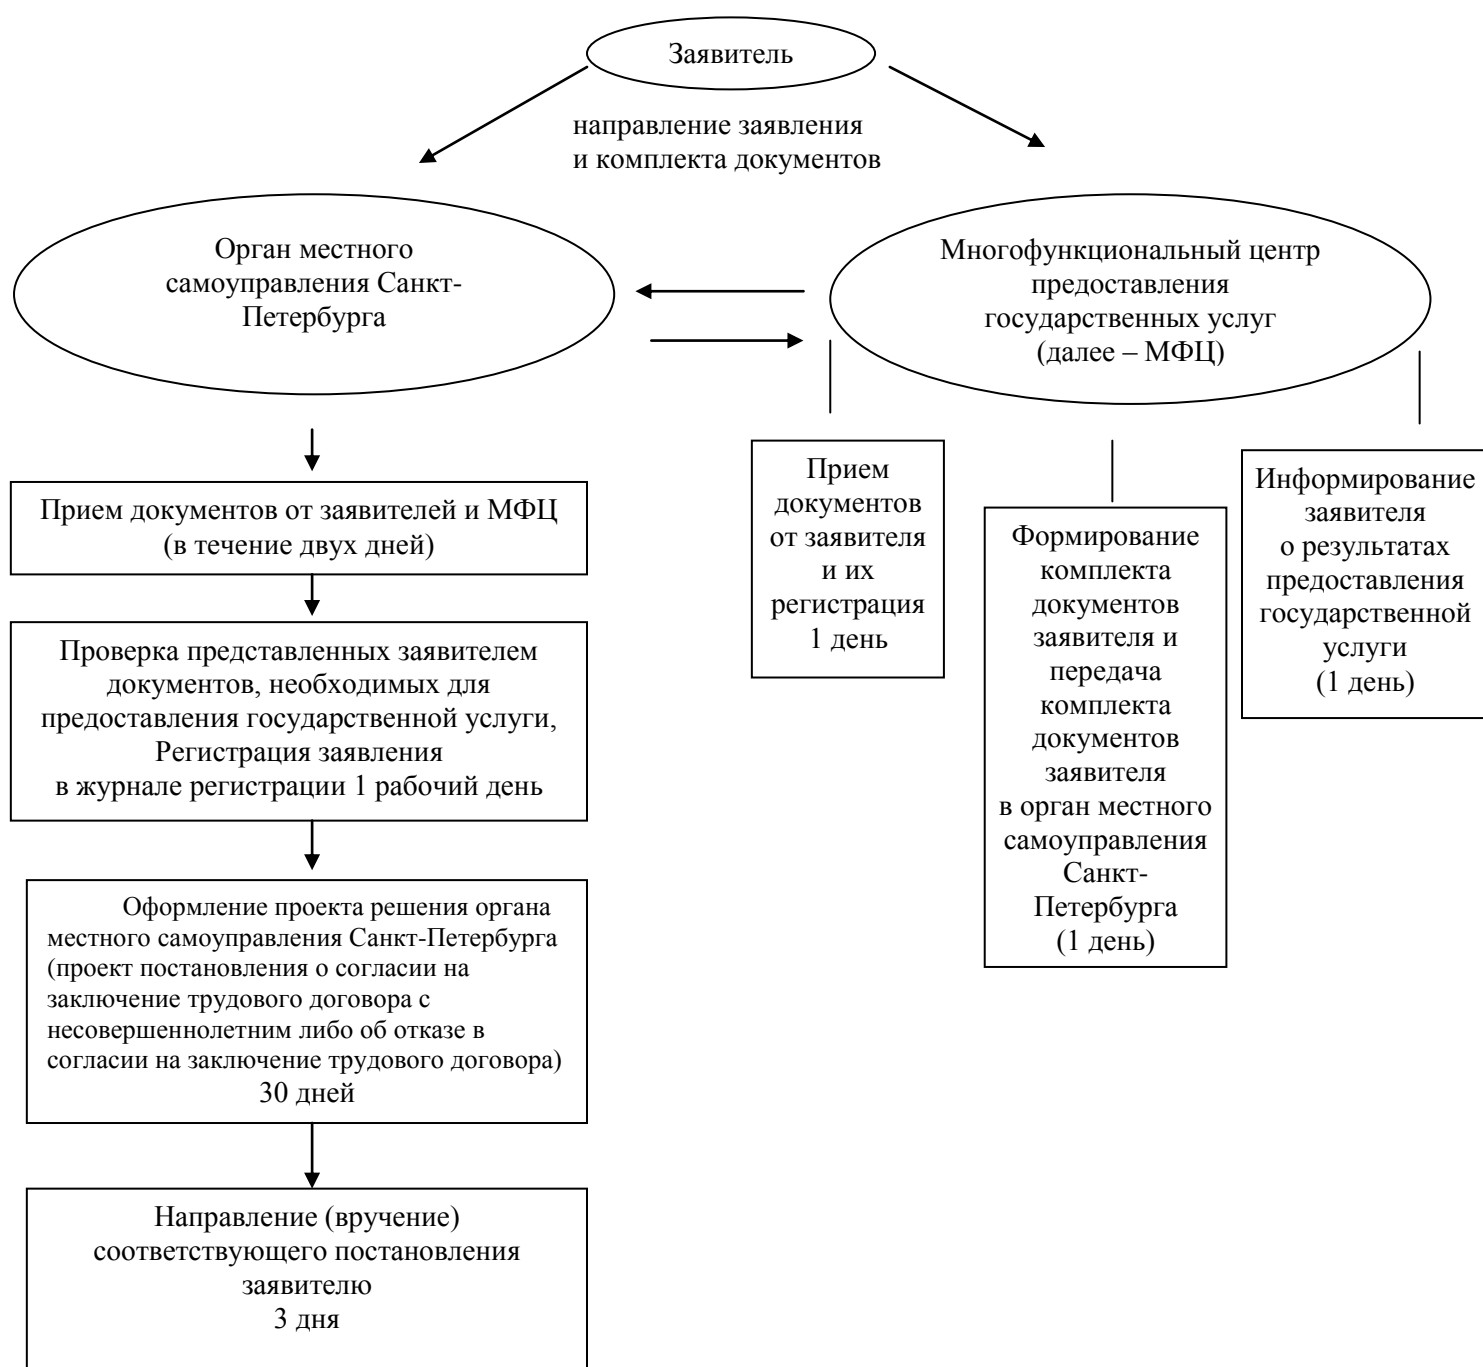 Заявитель
направление заявления
и комплекта документов
Орган местного
самоуправления Санкт-
Петербурга
Многофункциональный центр
предоставления
государственных услуг
(далее – МФЦ)
Прием документов от заявителей и МФЦ
(в течение двух дней)
Проверка представленных заявителем
документов, необходимых для
предоставления государственной услуги,
Регистрация заявления
в журнале регистрации 1 рабочий день
Оформление проекта решения органа
местного самоуправления Санкт-Петербурга
(проект постановления о согласии на
заключение трудового договора с
несовершеннолетним либо об отказе в
согласии на заключение трудового договора)
30 дней
Направление (вручение)
соответствующего постановления
заявителю
3 дня
Прием
документов
от заявителя
и их
регистрация
1 день
Формирование
комплекта
документов
заявителя и
передача
комплекта
документов
заявителя
в орган местного
самоуправления
Санкт-
Петербурга
(1 день)
Информирование
заявителя
о результатах
предоставления
государственной
услуги
(1 день)